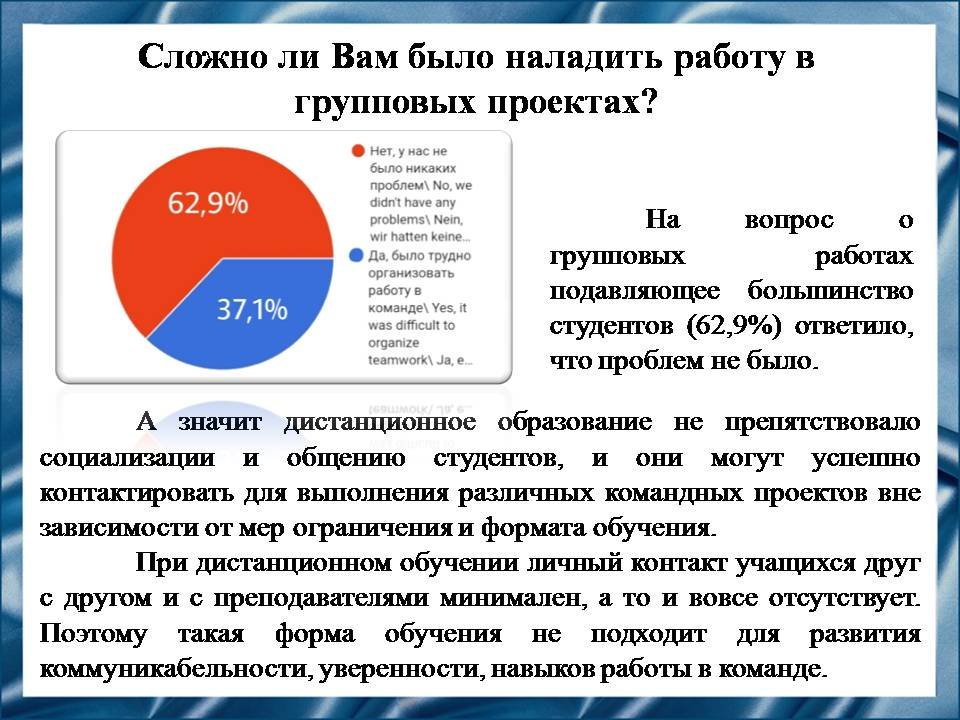 Сложно ли Вам было наладить работу в
групповых проектах?
62,9%
37,1%
Нет, у нас не
было никаких
проблем\ No, we
didn't have any
problems\ Nein,
wir hatten keine...
Да, было трудно
организовать
работу в
команде\ Yes, it
was difficult to
organize
teamwork\ Ja, e...
На вопрос о
групповых работах
подавляющее большинство
студентов (62,9%) ответило,
что проблем не было.
А значит дистанционное образование не препятствовало
социализации и общению студентов, и они могут успешно
контактировать для выполнения различных командных проектов вне
зависимости от мер ограничения и формата обучения.
При дистанционном обучении личный контакт учащихся друг
с другом и с преподавателями минимален, а то и вовсе отсутствует.
Поэтому такая форма обучения не подходит для развития
коммуникабельности, уверенности, навыков работы в команде.